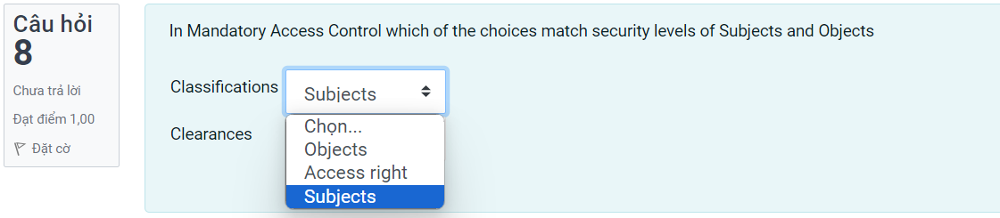 Câu hỏi
8
Chưa trả lời
Đạt điểm 1,00
Đặt cờ
In Mandatory Access Control which of the choices match security levels of Subjects and Objects
Classifications Subjects
Chọn...
Objects
Access right
Subjects
Clearances